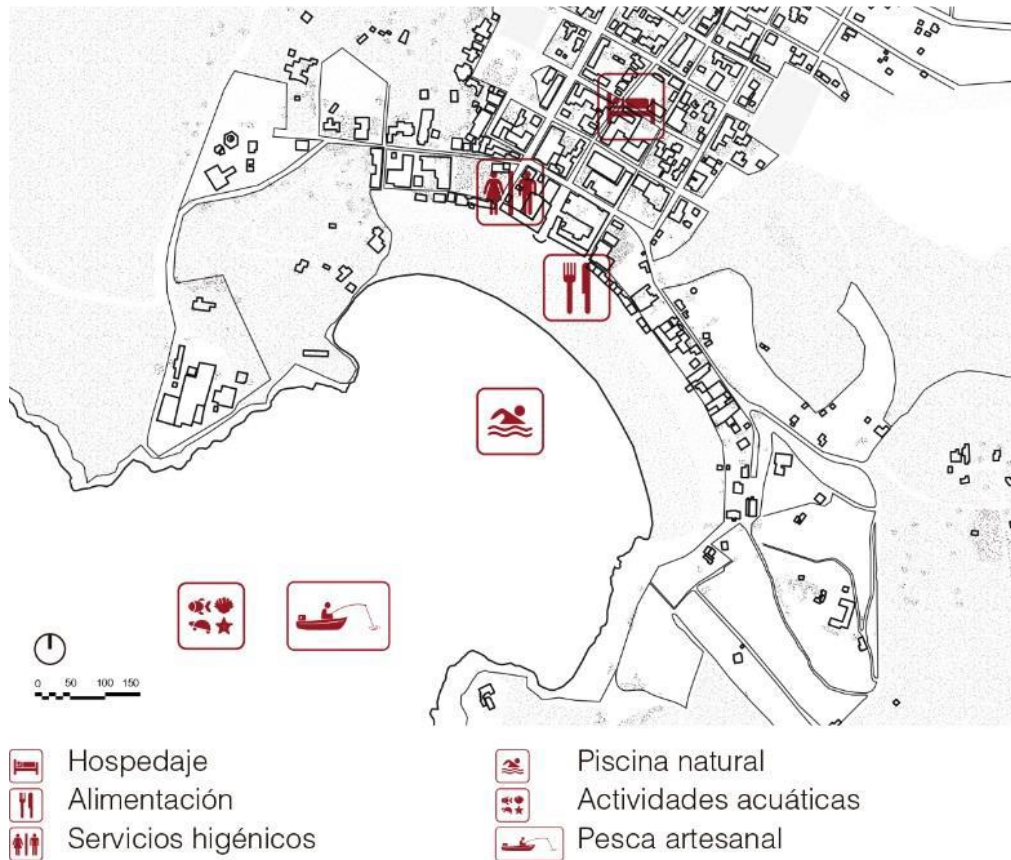 0 50 100 150
Hospedaje
Alimentación
Servicios higénicos
Piscina natural
Actividades acuáticas
Pesca artesanal